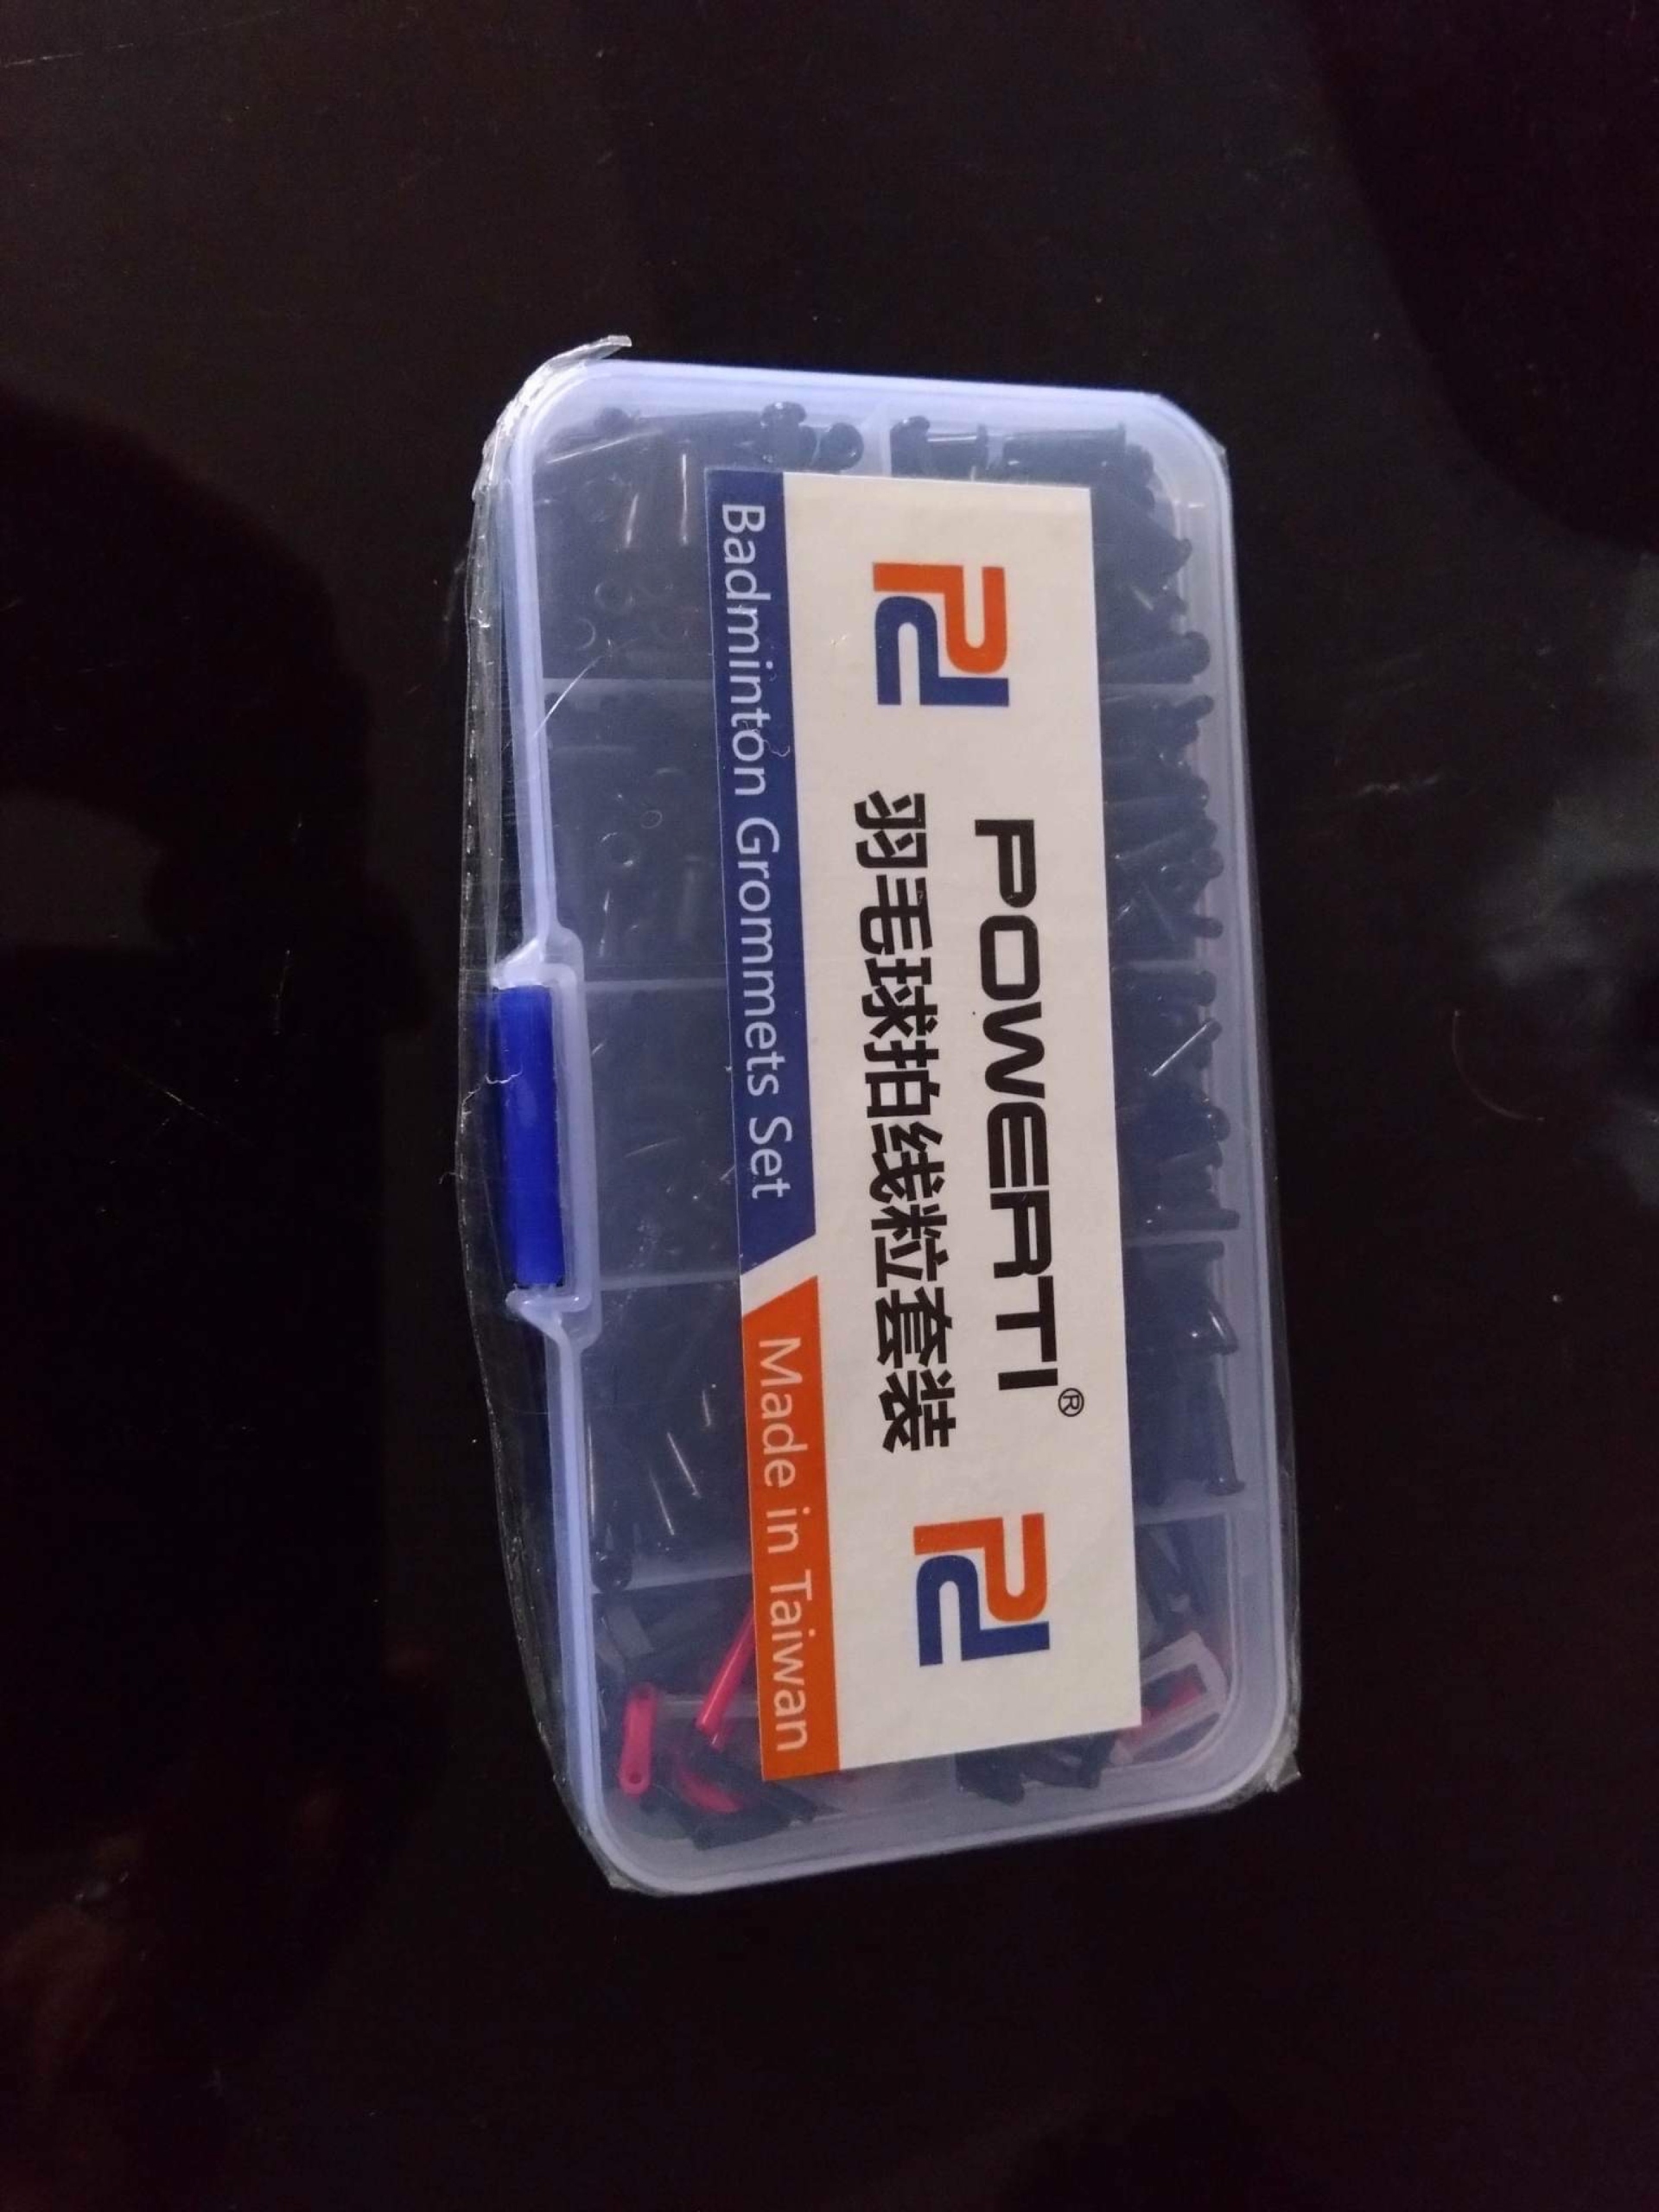 POWERTI®
羽毛球拍线粒套装
Badminton Grommets Set
Made in Taiwan